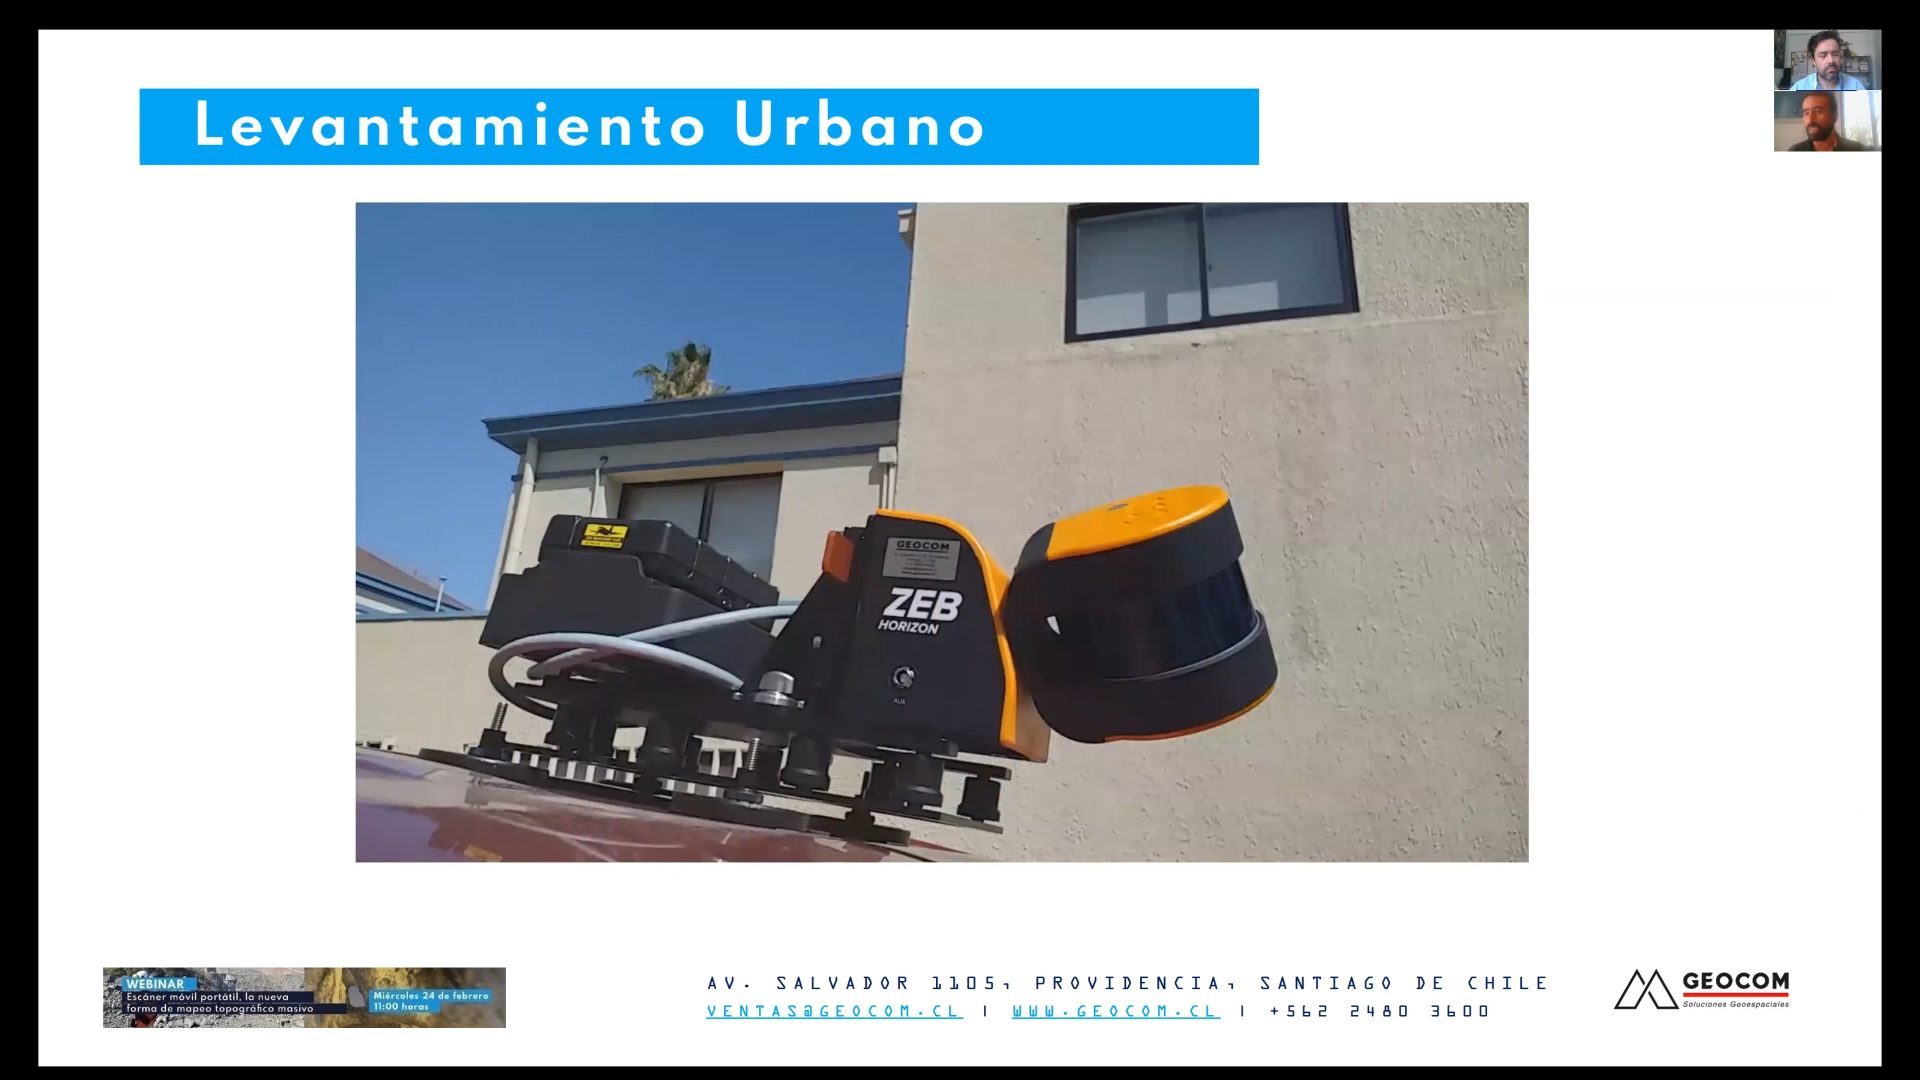 Levantamiento Urbano
GEOCOM
ZEB
HORIZON
AUX
WEBINAR
Escáner móvil portátil, la nueva
forma de mapeo topográfico masivo
Miércoles 24 de febrero
11:00 horas
AV. SALVADOR 1105, PROVIDENCIA, SANTIAGO DE CHILE
VENTAS@GEOCOM.CL | WWW.GEOCOM.CL | +562 2480 3600
GEOCOM
Soluciones Geoespaciales